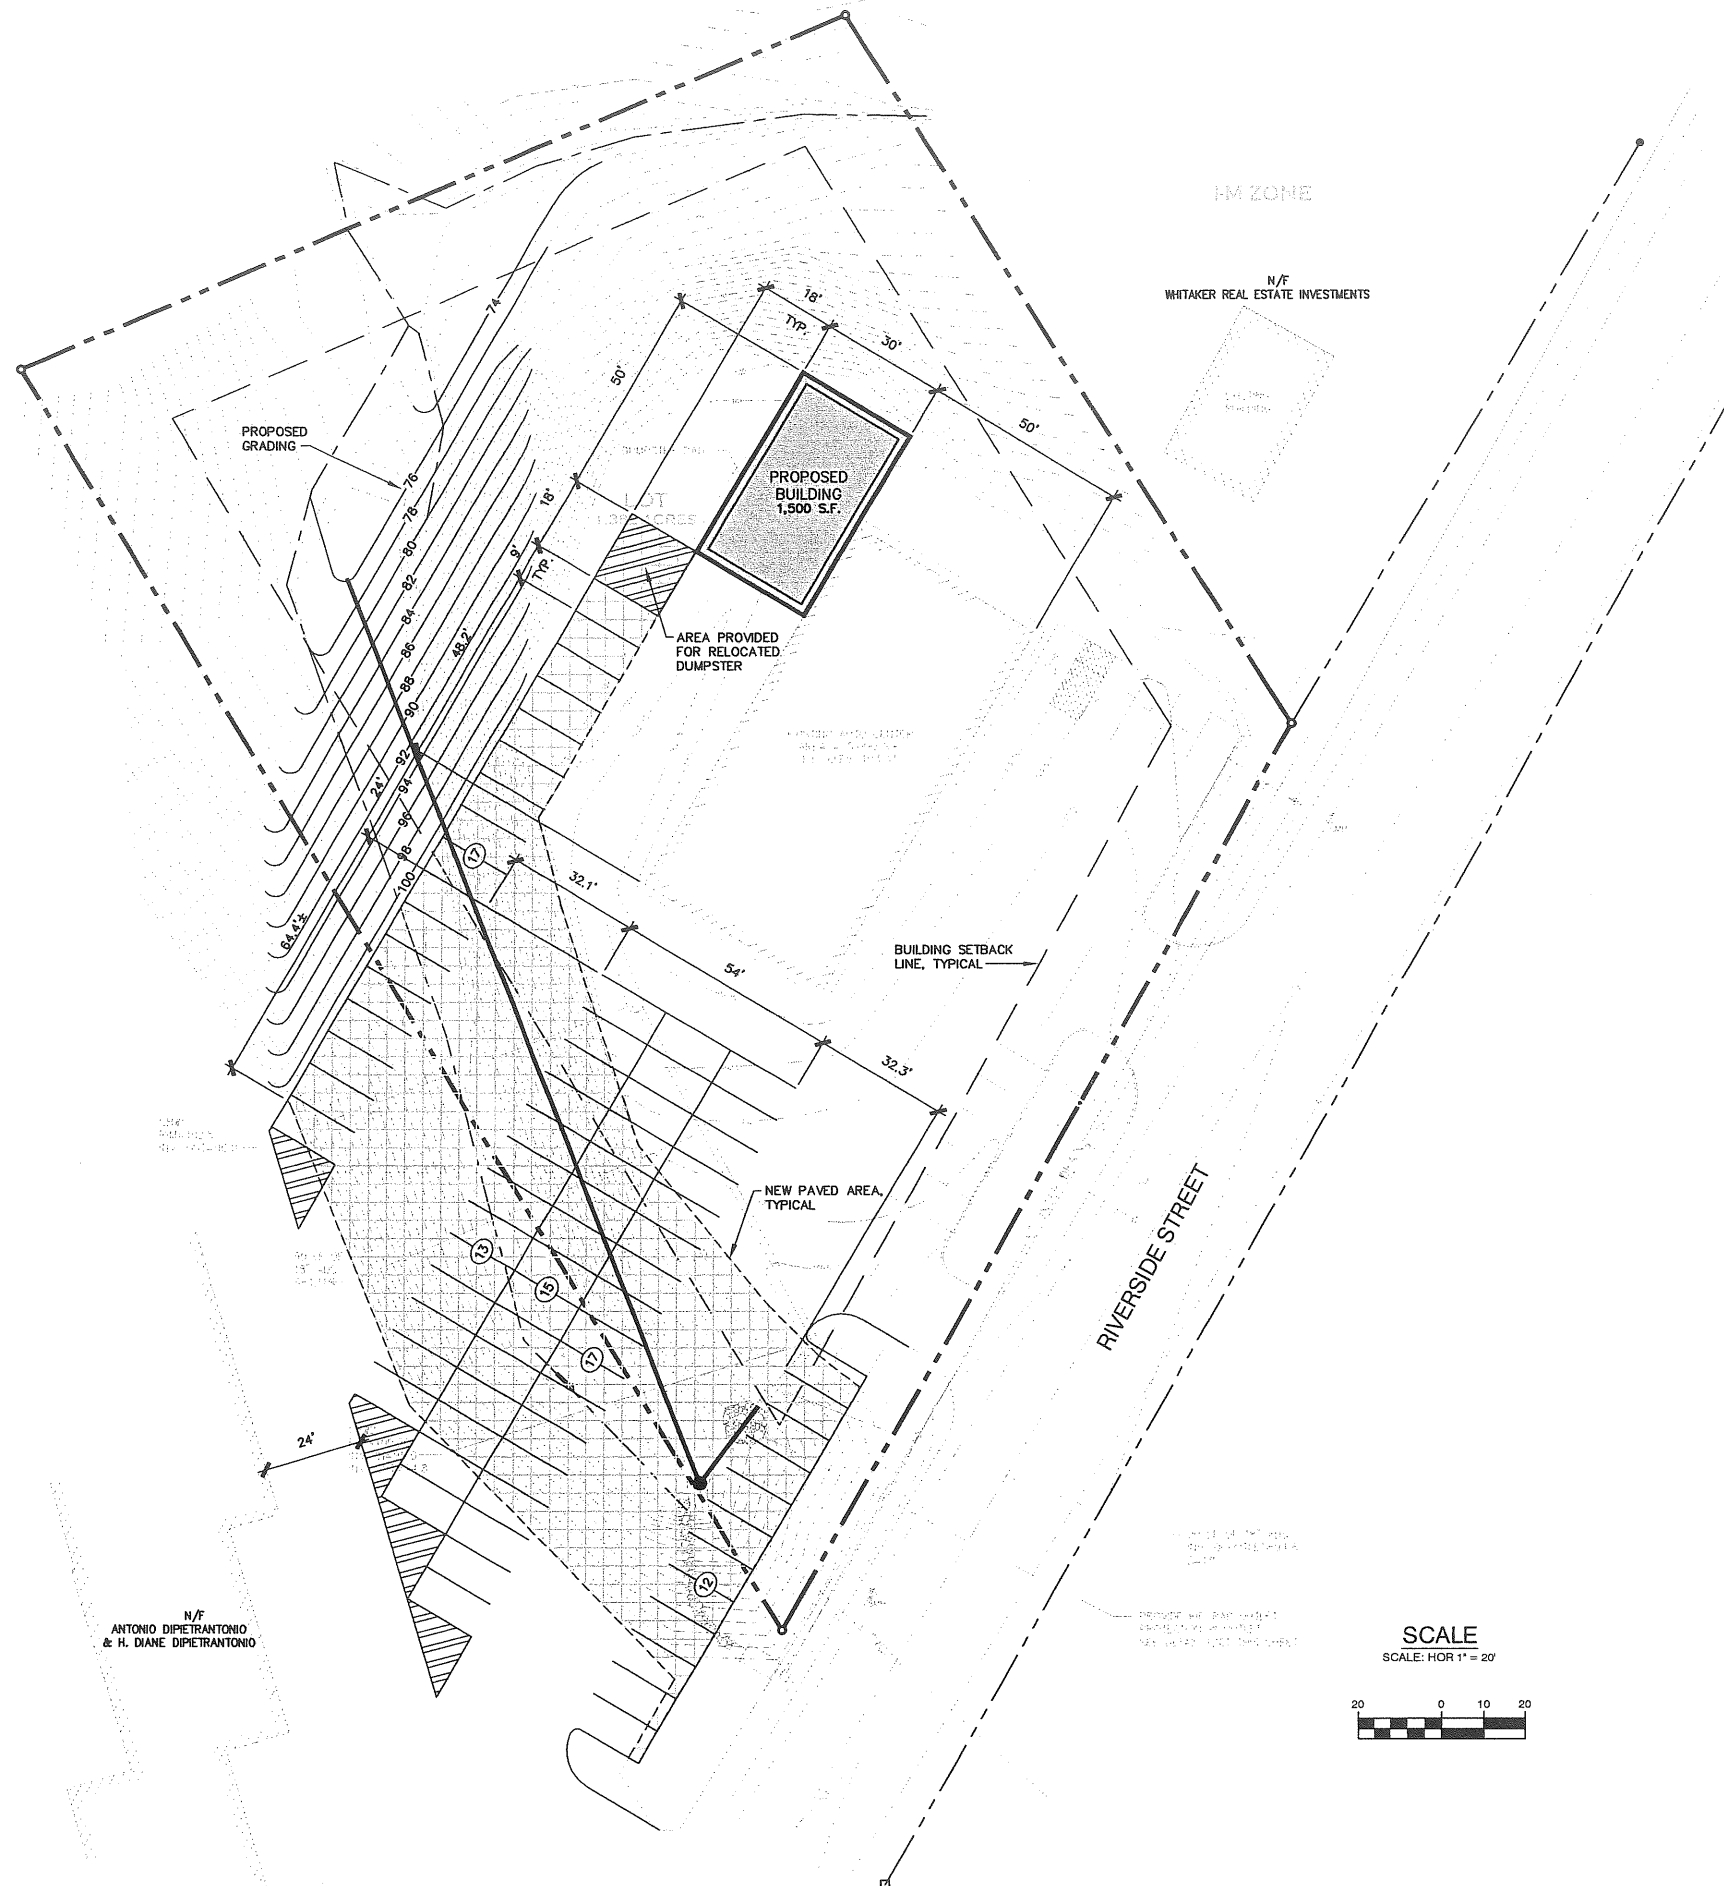 I-M ZONE
N/F
WHITAKER REAL ESTATE INVESTMENTS
18'
TYP.
30'
50'
50'
PROPOSED
GRADING
74
76
78
80
82
84
86
88
90
92
94
96
98
100
18'
9'
TYP.
48.2'
24'
64.4'±
LOT
ACRES
PROPOSED
BUILDING
1,500 S.F.
AREA PROVIDED
FOR RELOCATED
DUMPSTER
17
32.1'
54'
32.3'
BUILDING SETBACK
LINE, TYPICAL
NEW PAVED AREA,
TYPICAL
13
15
17
12
24'
RIVERSIDE STREET
N/F
ANTONIO DIPIETRANTONIO
& H. DIANE DIPIETRANTONIO
SCALE
SCALE: HOR 1" = 20'
20 0 10 20